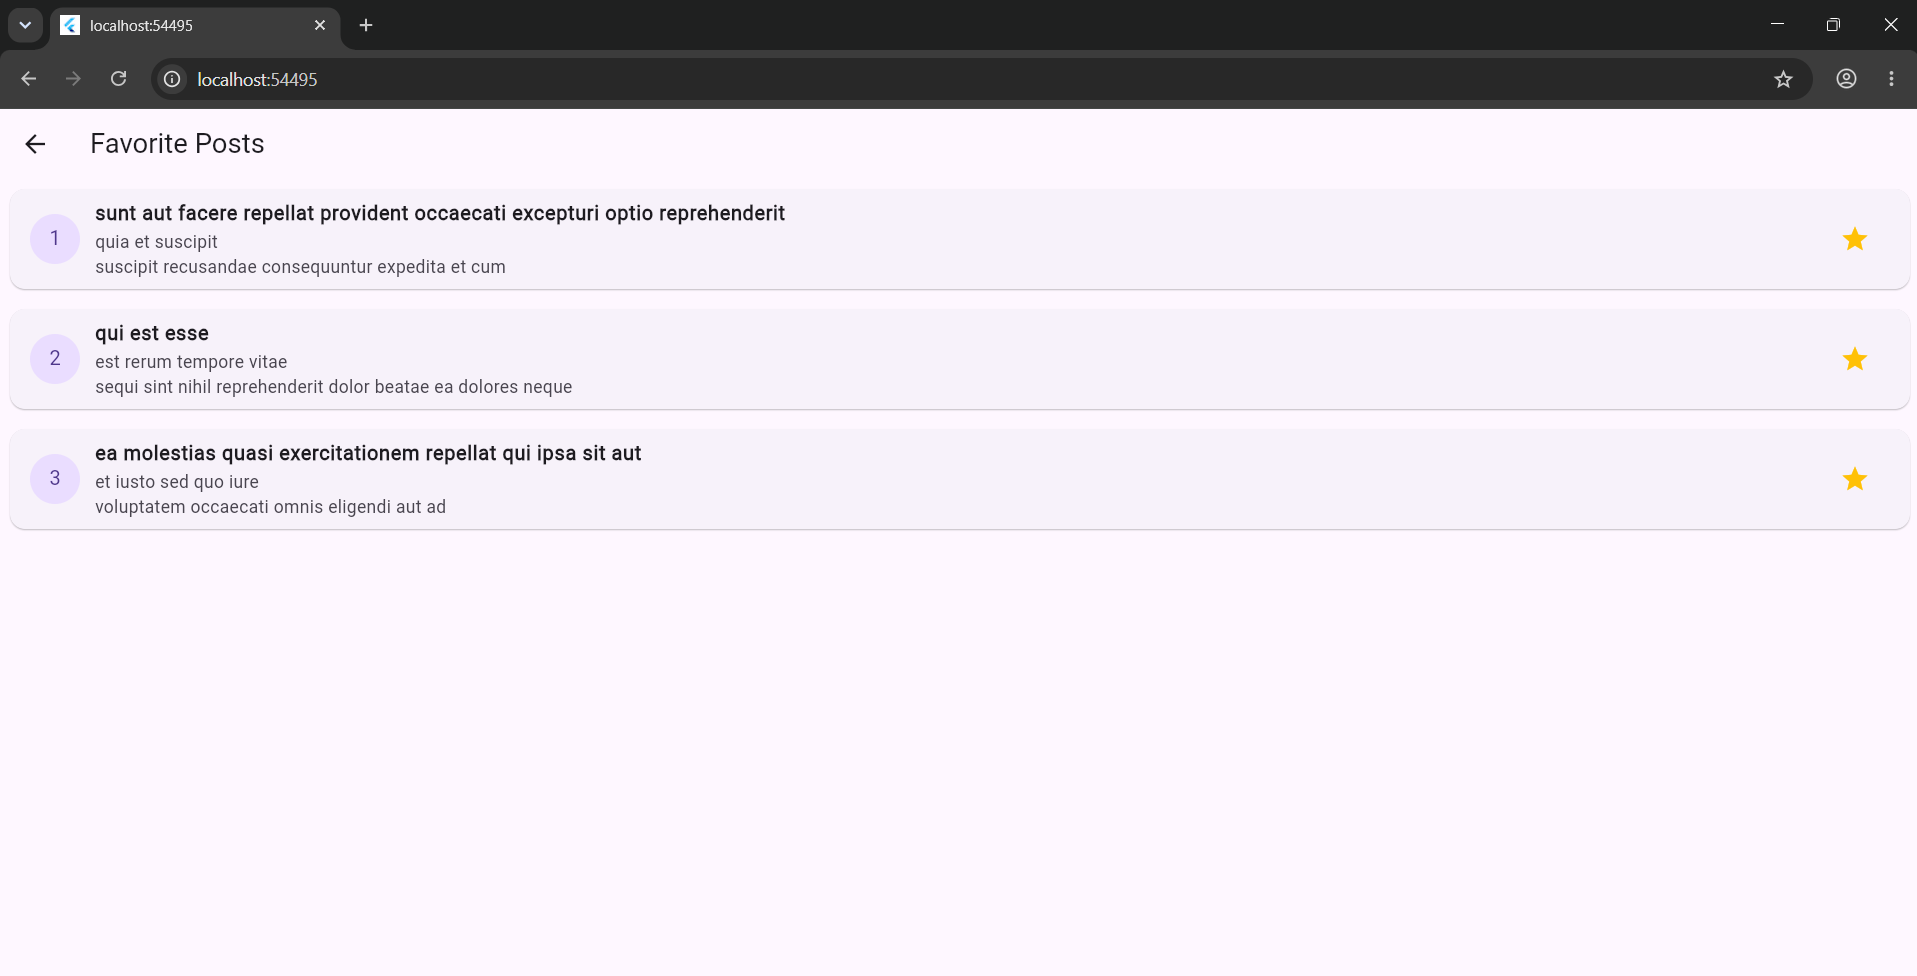 localhost:54495
localhost:54495
Favorite Posts
1
sunt aut facere repellat provident occaecati excepturi optio reprehenderit
quia et suscipit
suscipit recusandae consequuntur expedita et cum
2
qui est esse
est rerum tempore vitae
sequi sint nihil reprehenderit dolor beatae ea dolores neque
3
ea molestias quasi exercitationem repellat qui ipsa sit aut
et iusto sed quo iure
voluptatem occaecati omnis eligendi aut ad